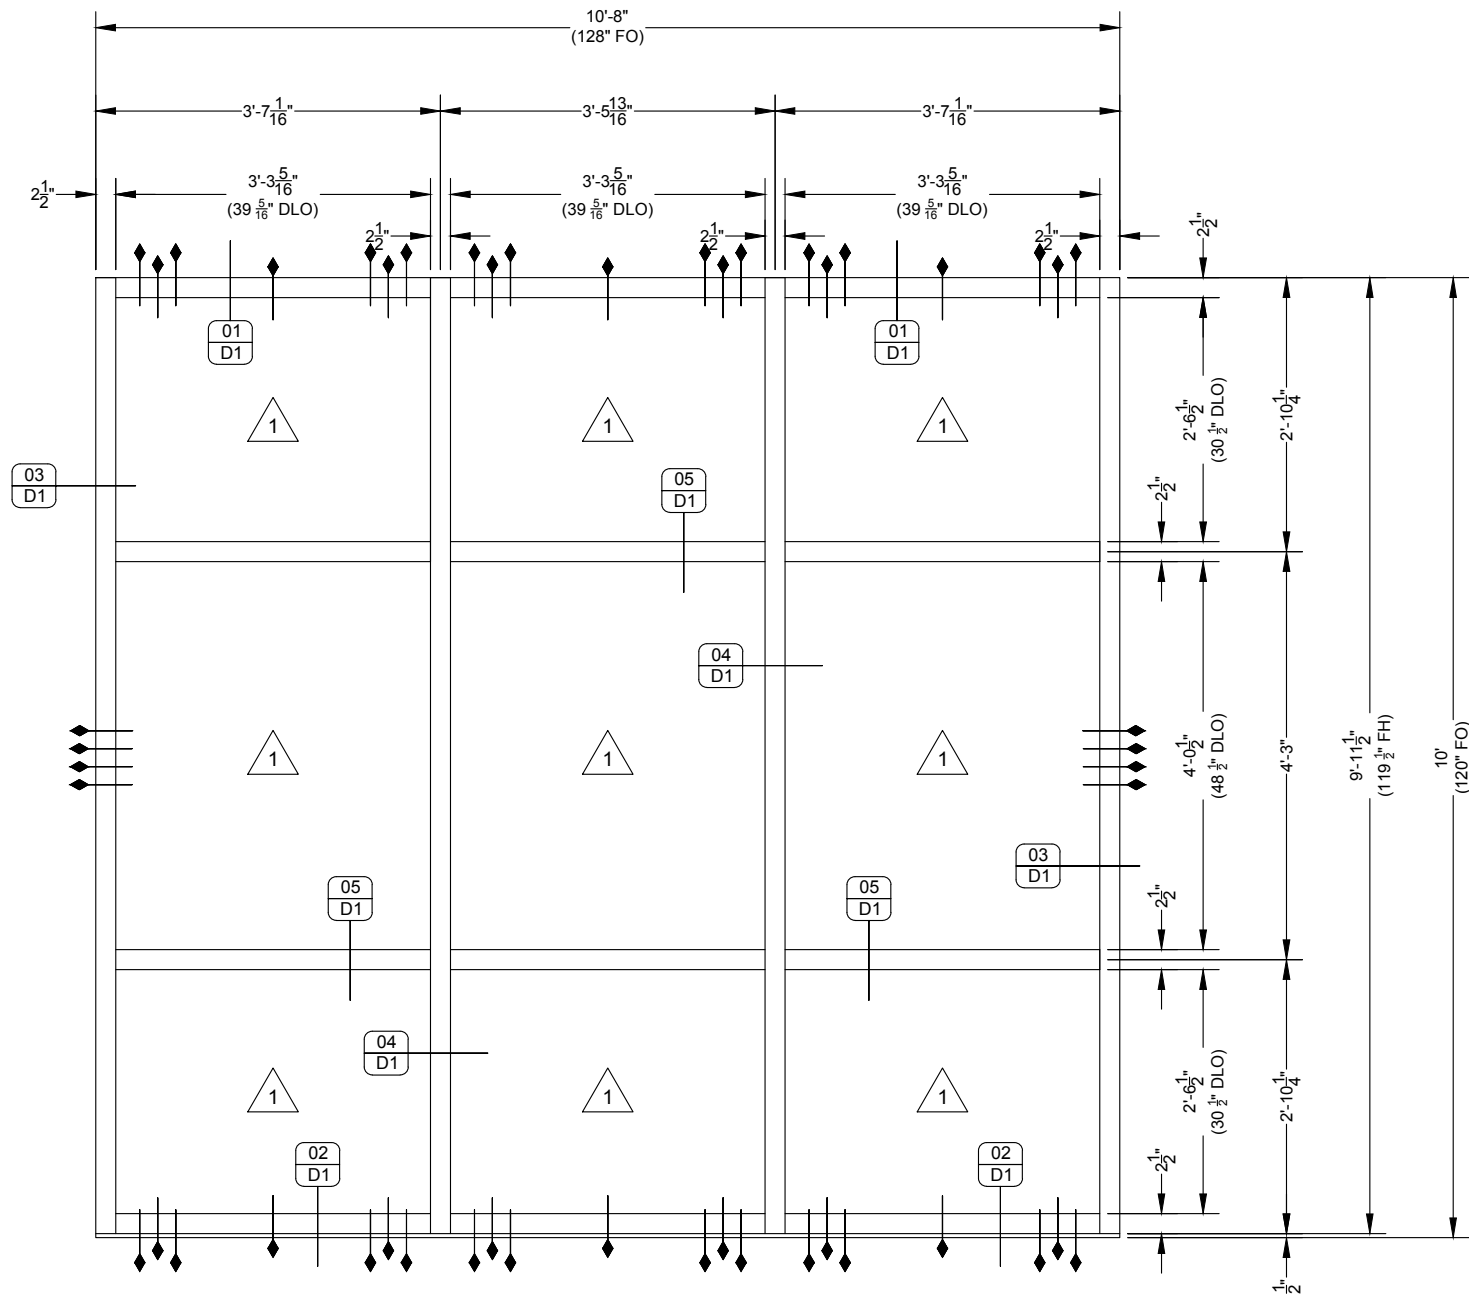 10'-8"
(128" FO)
3'-7 1/16"
3'-5 13/16"
3'-7 1/16"
2 1/2"
3'-3 5/16"
(39 5/16" DLO)
3'-3 5/16"
(39 5/16" DLO)
3'-3 5/16"
(39 5/16" DLO)
2 1/2"
2 1/2"
2 1/2"
2 1/2"
01
D1
01
D1
2'-6 1/2"
(30 1/2" DLO)
2'-10 1/4"
1
1
1
03
D1
05
D1
2 1/2"
04
D1
1
1
1
4'-0 1/2"
(48 1/2" DLO)
4'-3"
9'-11 1/2"
(119 1/2" FH)
10'
(120" FO)
03
D1
05
D1
05
D1
2 1/2"
04
D1
1
1
1
2'-6 1/2"
(30 1/2" DLO)
2'-10 1/4"
02
D1
02
D1
2 1/2"
1/2"